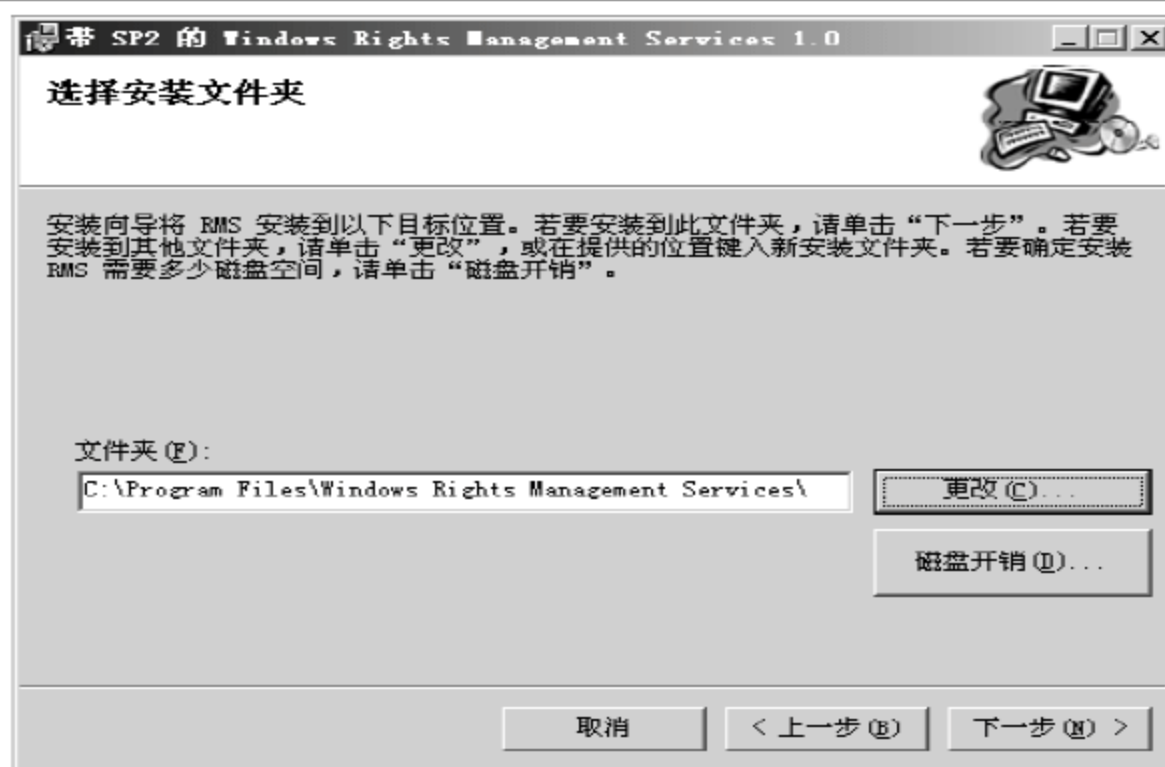 带 SP2 的 Windows Rights Management Services 1.0
选择安装文件夹
安装向导将 RMS 安装到以下目标位置。若要安装到此文件夹，请单击“下一步”。若要
安装到其他文件夹，请单击“更改”，或在提供的位置键入新安装文件夹。若要确定安装
RMS 需要多少磁盘空间，请单击“磁盘开销”。
文件夹(F):
C:\Program Files\Windows Rights Management Services\
更改(C)...
磁盘开销(D)...
取消
< 上一步(B)
下一步(N) >